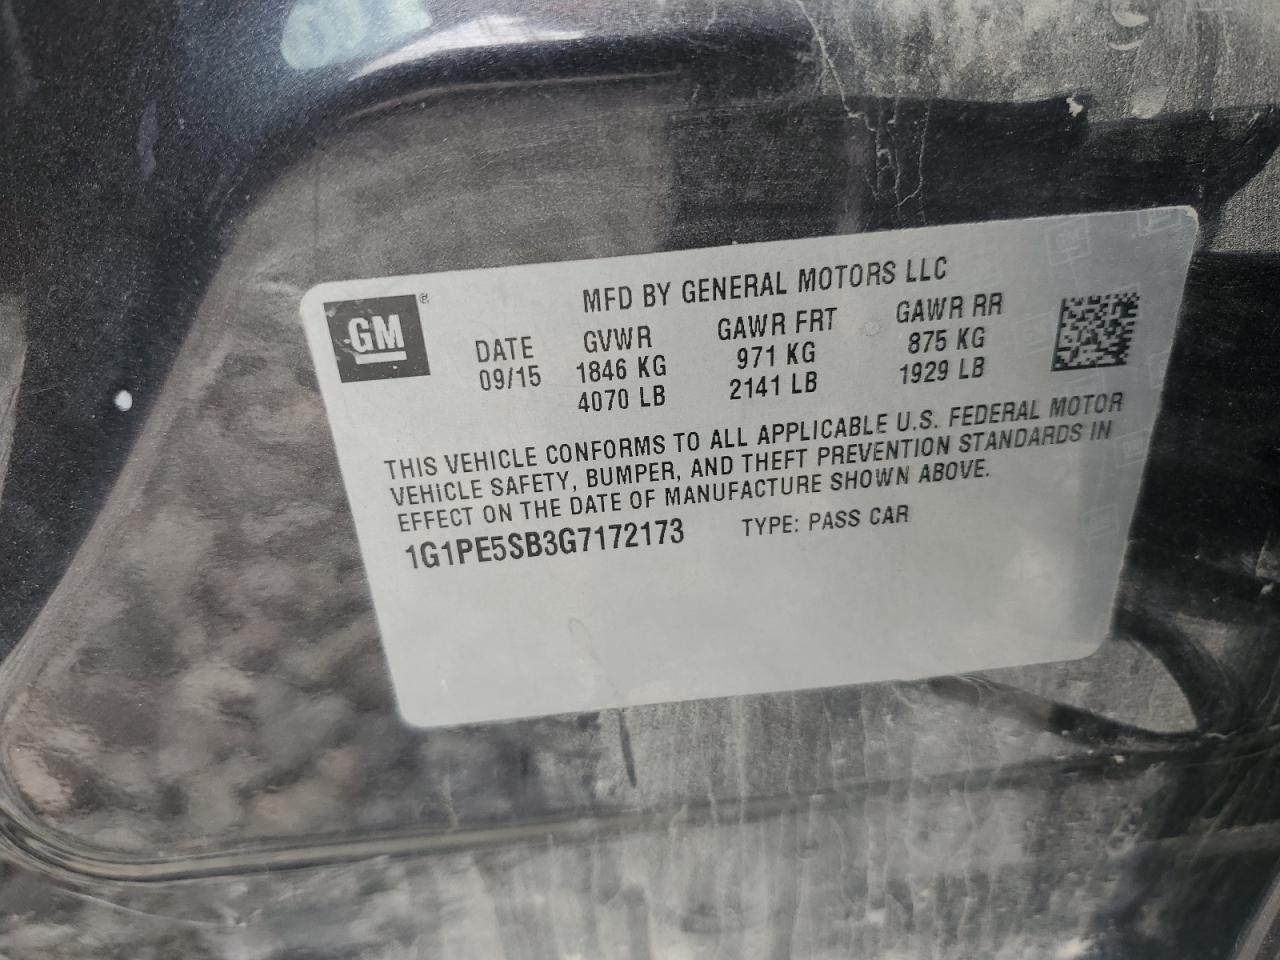 GM®
MFD BY GENERAL MOTORS LLC
DATE GVWR GAWR FRT GAWR RR
09/15 1846 KG 971 KG 875 KG
4070 LB 2141 LB 1929 LB
THIS VEHICLE CONFORMS TO ALL APPLICABLE U.S. FEDERAL MOTOR
VEHICLE SAFETY, BUMPER, AND THEFT PREVENTION STANDARDS IN
EFFECT ON THE DATE OF MANUFACTURE SHOWN ABOVE.
1G1PE5SB3G7172173 TYPE: PASS CAR